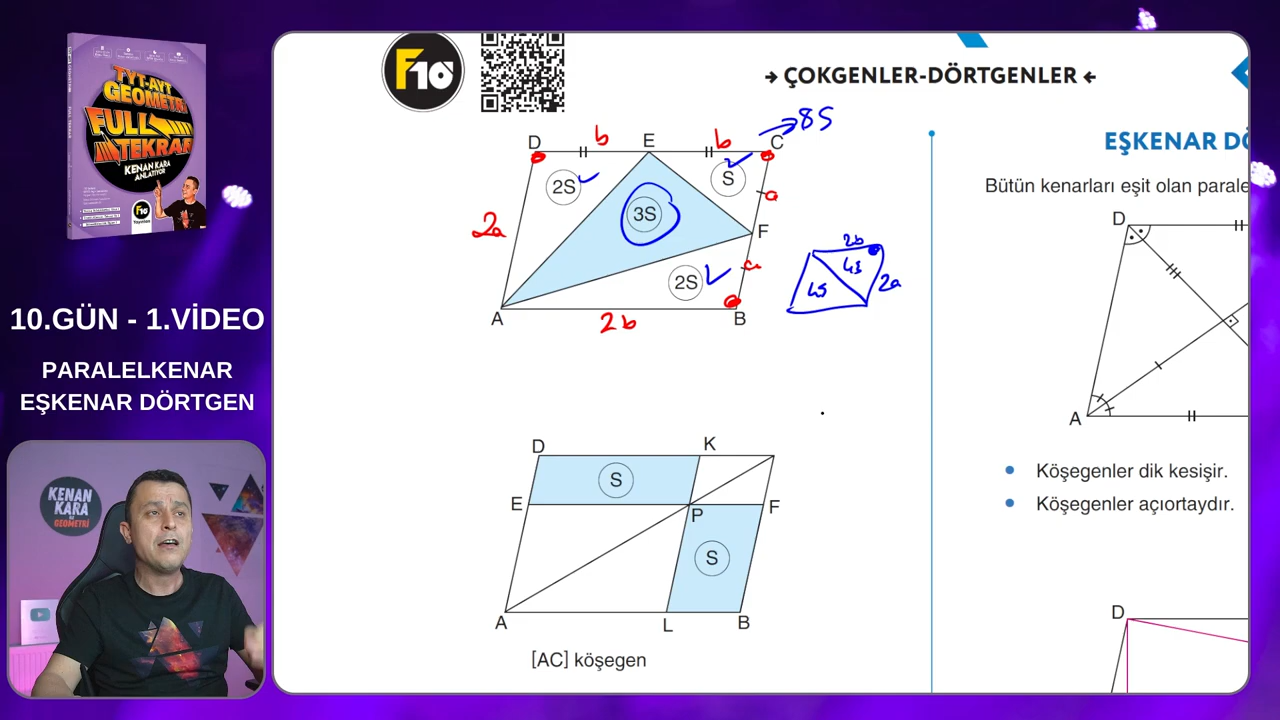 TYT-AYT
GEOMETRİ
FULL
TEKRAR
KENAN KARA
ANLATIYOR
F10
10.GÜN - 1.VİDEO
PARALELKENAR
EŞKENAR DÖRTGEN
KENAN
KARA
GEOMETRİ
F10
→ ÇOKGENLER-DÖRTGENLER ←
8S
D b E b C
2S S
a
3S
2a F
2S a
A 2b B
2b
4S
4S 2a
D K
S
E P F
S
A L B
[AC] köşegen
EŞKENAR DÖ
Bütün kenarları eşit olan parale
D
A
Köşegenler dik kesişir.
Köşegenler açıortaydır.
D